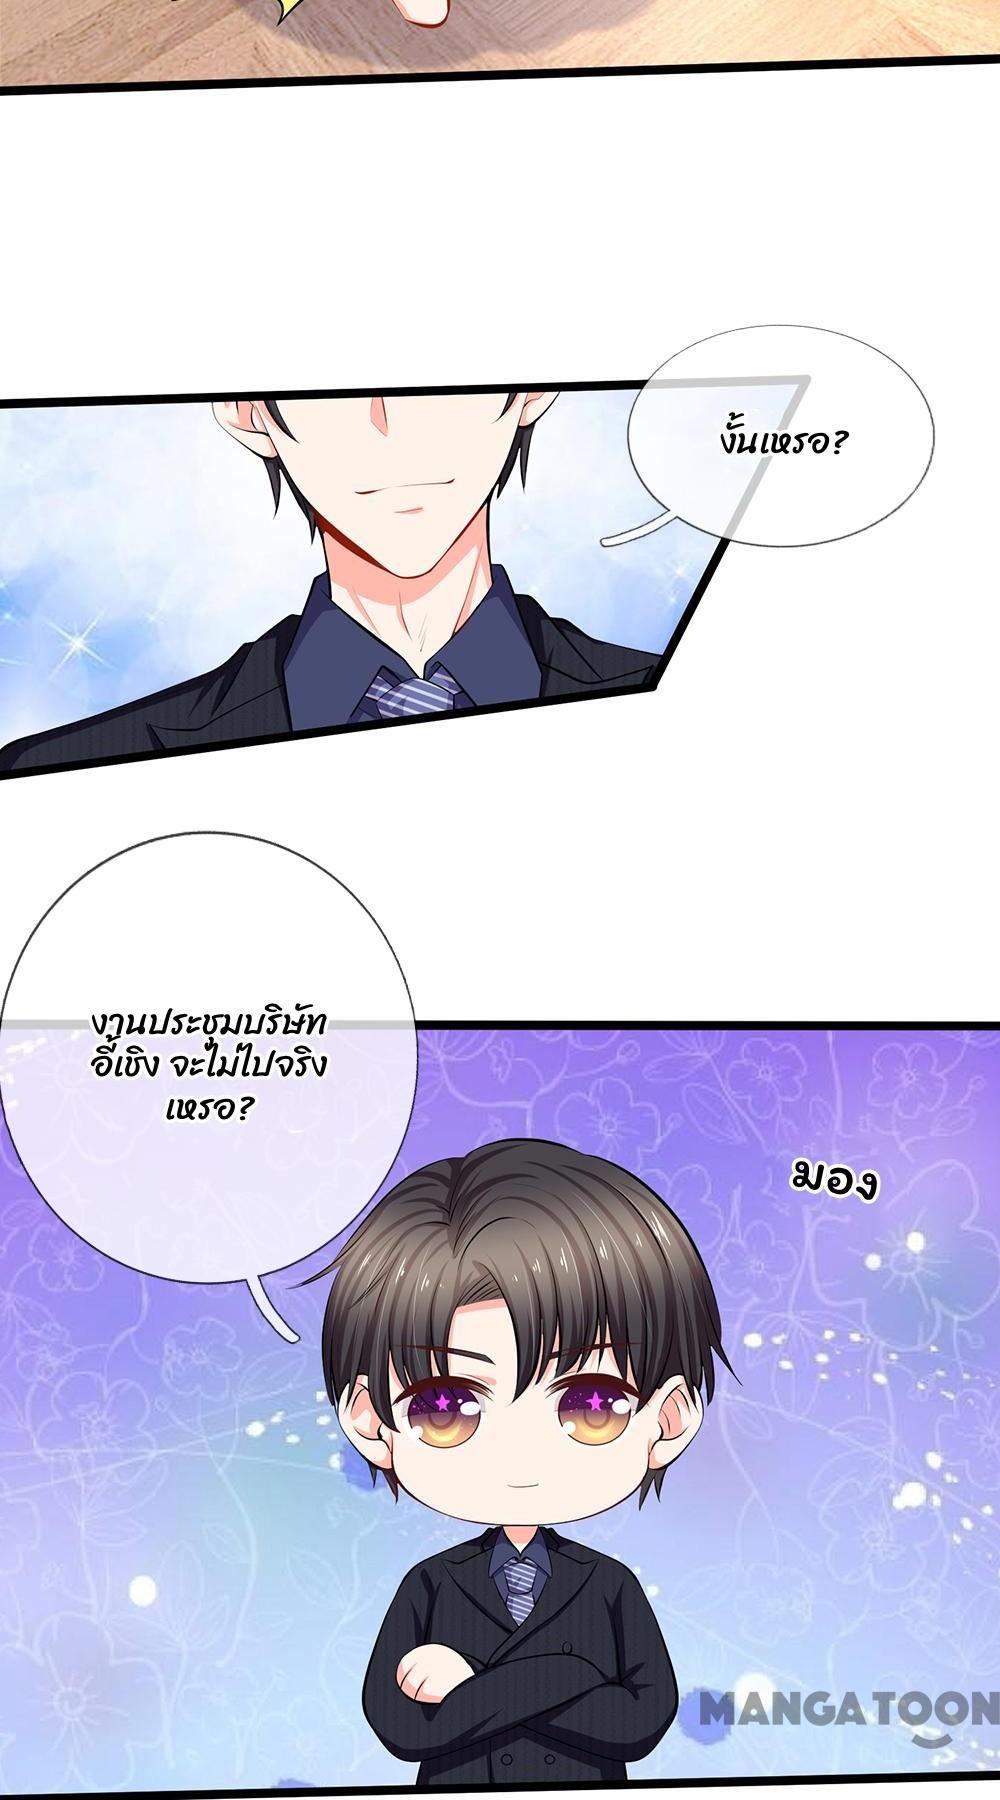 งั้นเหรอ?
งานประชุมบริษัท
อี้เชิง จะไม่ไปจริง
เหรอ?
มอง
MANGATOON